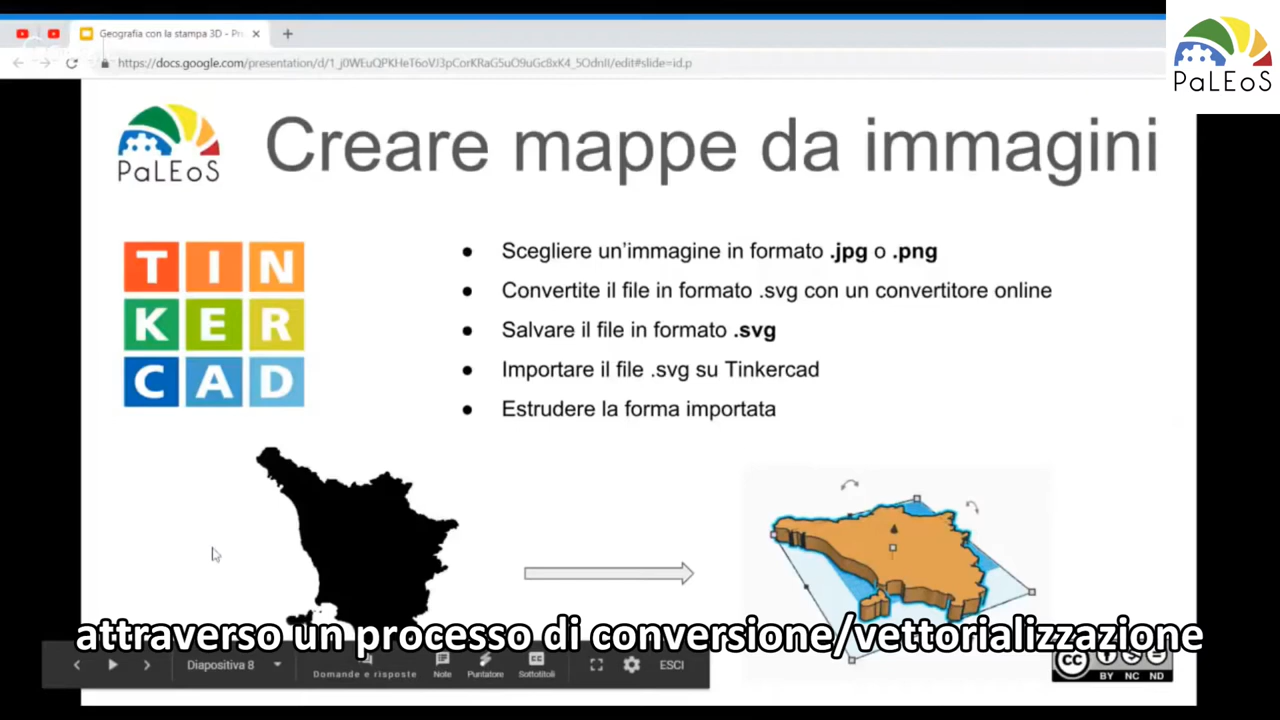 Geografia con la stampa 3D - Pr
https://docs.google.com/presentation/d/1_j0WEuQPKHeT6oVJ3pCorKRaG5uO9uGc8xK4_5OdnII/edit#slide=id.p
PaLEoS
PaLEoS
Creare mappe da immagini
TIN
KER
CAD
● Scegliere un'immagine in formato .jpg o .png
● Convertite il file in formato .svg con un convertitore online
● Salvare il file in formato .svg
● Importare il file .svg su Tinkercad
● Estrudere la forma importata
attraverso un processo di conversione/vettorializzazione
Diapositiva 8
Domande e risposte
Note
Puntatore
Sottotitoli
ESCI
cc
BY NC ND